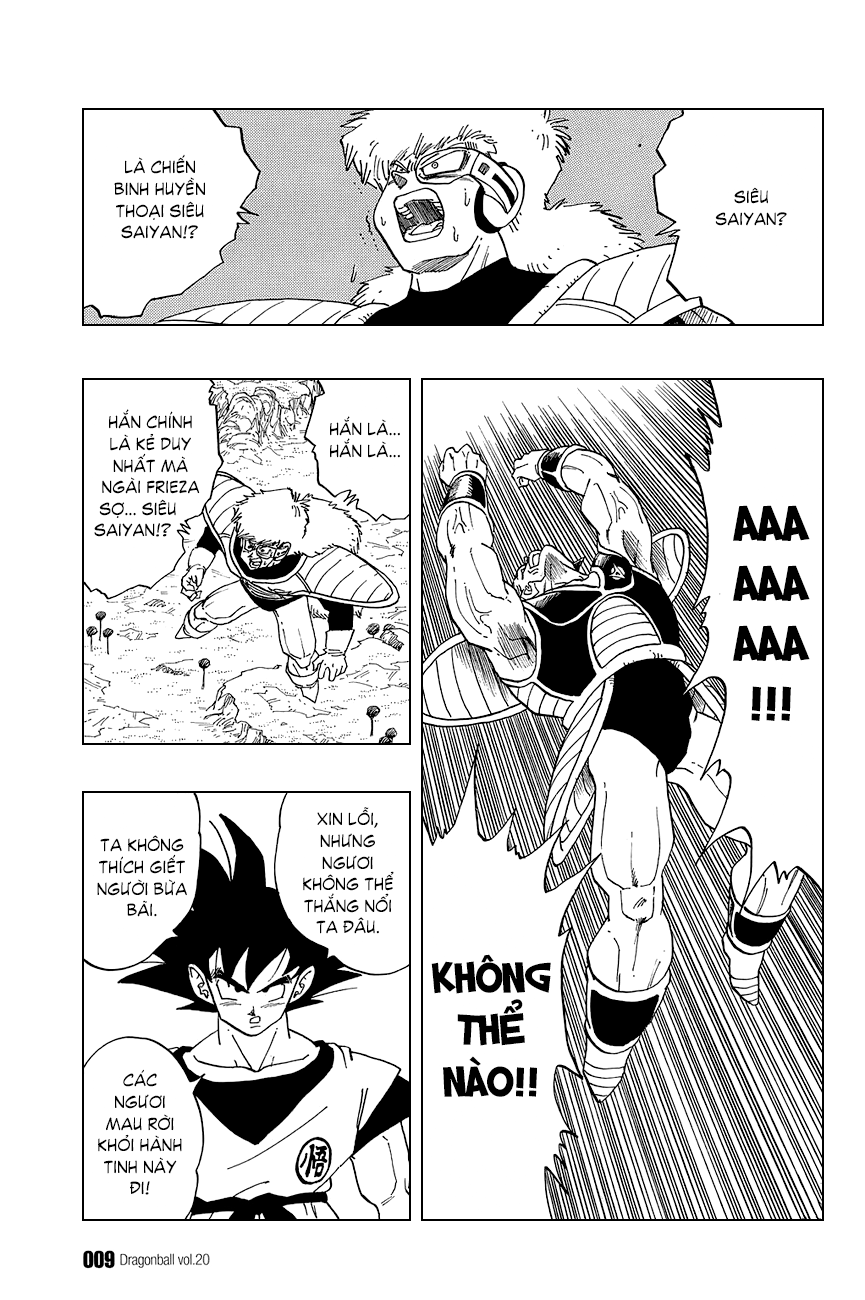 SIÊU
SAIYAN?
LÀ CHIẾN
BINH HUYỀN
THOẠI SIÊU
SAIYAN!?
AAA
AAA
AAA
!!!
KHÔNG
THỂ
NÀO!!
HẮN LÀ...
HẮN LÀ...
HẮN CHÍNH
LÀ KẺ DUY
NHẤT MÀ
NGÀI FRIEZA
SỢ... SIÊU
SAIYAN!?
XIN LỖI,
NHƯNG
NGƯƠI
KHÔNG THỂ
THẮNG NỔI
TA ĐÂU.
TA KHÔNG
THÍCH GIẾT
NGƯỜI BỪA
BÃI.
CÁC
NGƯƠI
MAU RỜI
KHỎI HÀNH
TINH NÀY
ĐI!
悟
009 Dragonball vol.20